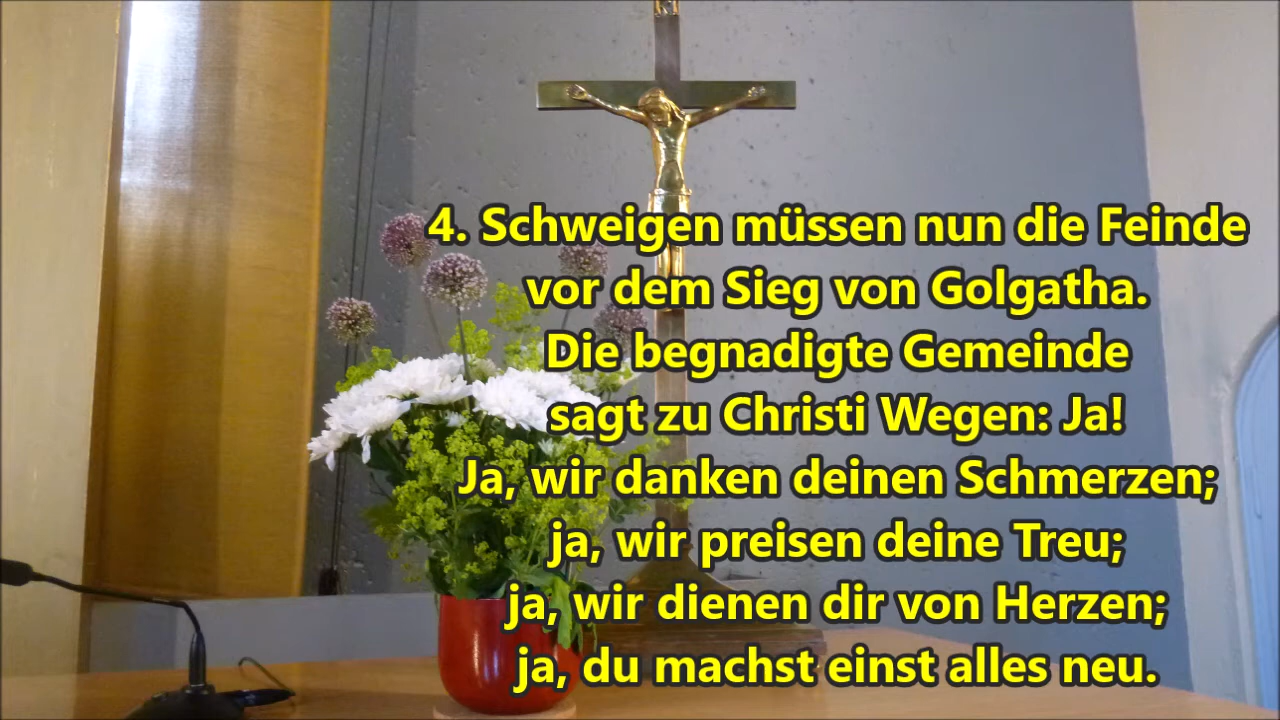 4. Schweigen müssen nun die Feinde
vor dem Sieg von Golgatha.
Die begnadigte Gemeinde
sagt zu Christi Wegen: Ja!
Ja, wir danken deinen Schmerzen;
ja, wir preisen deine Treu;
ja, wir dienen dir von Herzen;
ja, du machst einst alles neu.